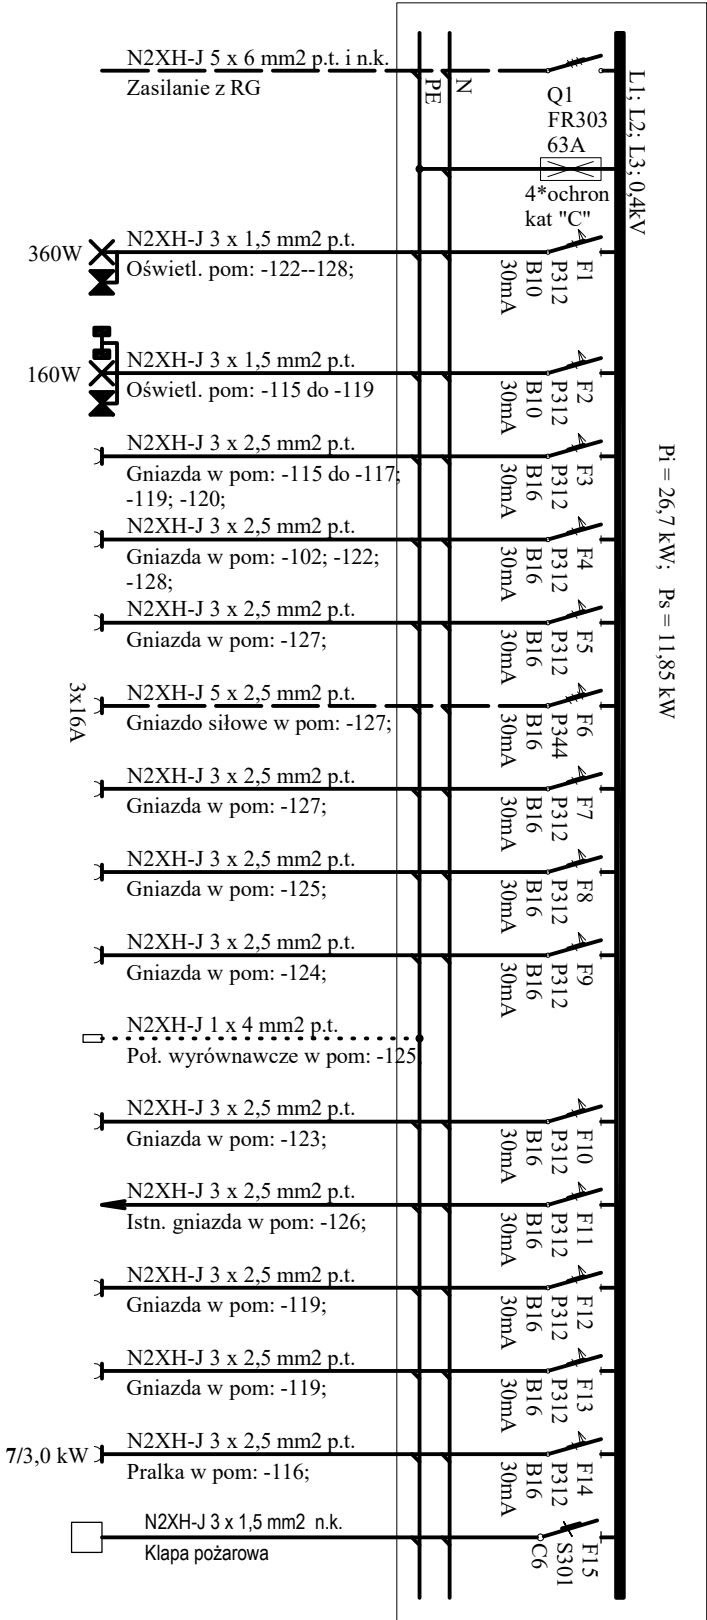 N2XH-J 5 x 6 mm2 p.t. i n.k.
Zasilanie z RG
PE
N
Q1
FR303
63A
L1; L2; L3; 0,4kV
4*ochron
kat "C"
360W
N2XH-J 3 x 1,5 mm2 p.t.
Oświetl. pom: -122--128;
F1
P312
B10
30mA
160W
N2XH-J 3 x 1,5 mm2 p.t.
Oświetl. pom: -115 do -119
F2
P312
B10
30mA
N2XH-J 3 x 2,5 mm2 p.t.
Gniazda w pom: -115 do -117;
-119; -120;
F3
P312
B16
30mA
Pi = 26,7 kW; Ps = 11,85 kW
N2XH-J 3 x 2,5 mm2 p.t.
Gniazda w pom: -102; -122;
-128;
F4
P312
B16
30mA
N2XH-J 3 x 2,5 mm2 p.t.
Gniazda w pom: -127;
F5
P312
B16
30mA
3x16A
N2XH-J 5 x 2,5 mm2 p.t.
Gniazdo siłowe w pom: -127;
F6
P344
B16
30mA
N2XH-J 3 x 2,5 mm2 p.t.
Gniazda w pom: -127;
F7
P312
B16
30mA
N2XH-J 3 x 2,5 mm2 p.t.
Gniazda w pom: -125;
F8
P312
B16
30mA
N2XH-J 3 x 2,5 mm2 p.t.
Gniazda w pom: -124;
F9
P312
B16
30mA
N2XH-J 1 x 4 mm2 p.t.
Poł. wyrównawcze w pom: -125
N2XH-J 3 x 2,5 mm2 p.t.
Gniazda w pom: -123;
F10
P312
B16
30mA
N2XH-J 3 x 2,5 mm2 p.t.
Istn. gniazda w pom: -126;
F11
P312
B16
30mA
N2XH-J 3 x 2,5 mm2 p.t.
Gniazda w pom: -119;
F12
P312
B16
30mA
N2XH-J 3 x 2,5 mm2 p.t.
Gniazda w pom: -119;
F13
P312
B16
30mA
7/3,0 kW
N2XH-J 3 x 2,5 mm2 p.t.
Pralka w pom: -116;
F14
P312
B16
30mA
N2XH-J 3 x 1,5 mm2 n.k.
Klapa pożarowa
F15
S301
C6